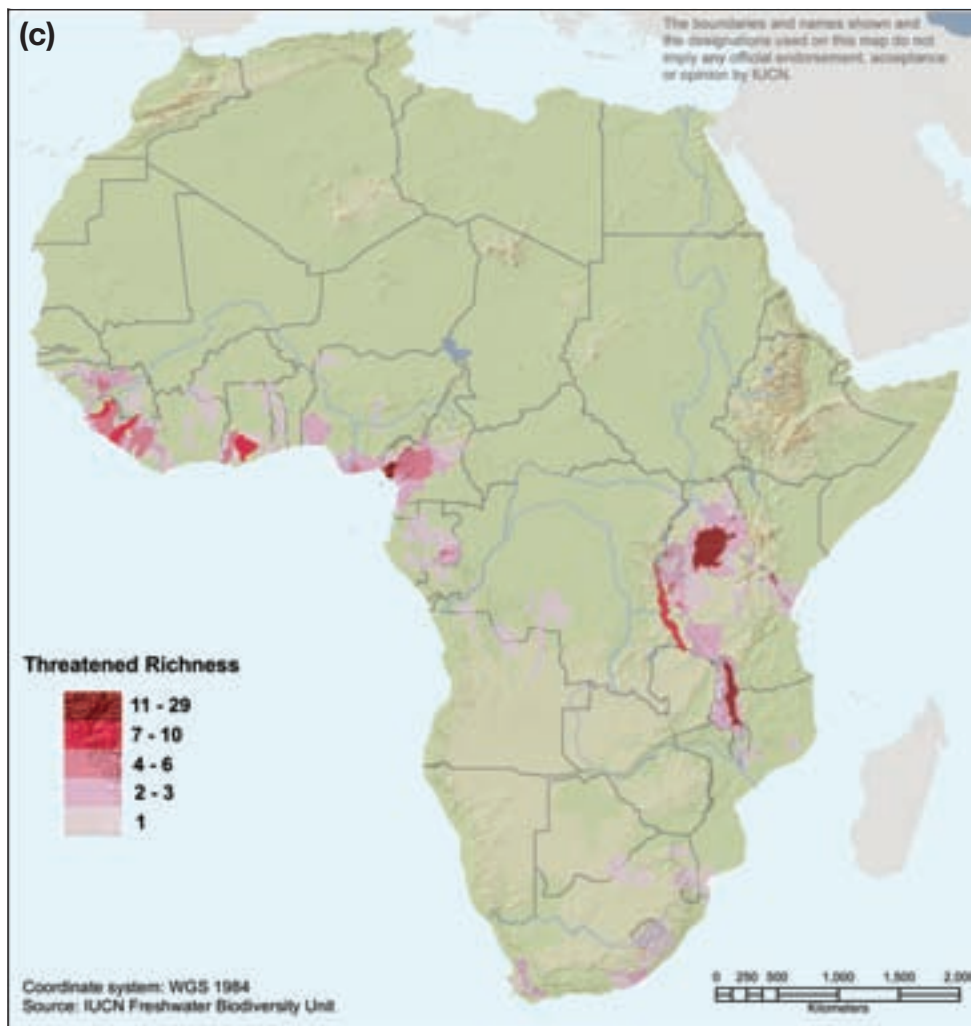 (c)
The boundaries and names shown and
the designations used on this map do not
imply any official endorsement, acceptance
or opinion by IUCN.
Threatened Richness
11 - 29
7 - 10
4 - 6
2 - 3
1
Coordinate system: WGS 1984
Source: IUCN Freshwater Biodiversity Unit
0 250 500 1,000 1,500 2,000
Kilometers